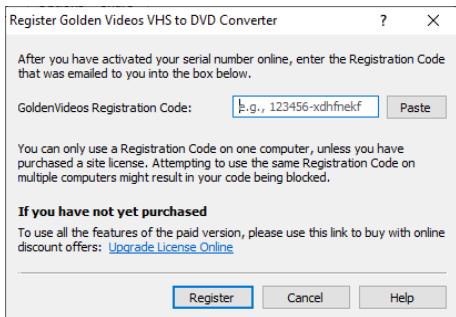 Register Golden Videos VHS to DVD Converter ? ×
After you have activated your serial number online, enter the Registration Code
that was emailed to you into the box below.
GoldenVideos Registration Code: e.g., 123456-xdhfnekf Paste
You can only use a Registration Code on one computer, unless you have
purchased a site license. Attempting to use the same Registration Code on
multiple computers might result in your code being blocked.
If you have not yet purchased
To use all the features of the paid version, please use this link to buy with online
discount offers: Upgrade License Online
Register Cancel Help